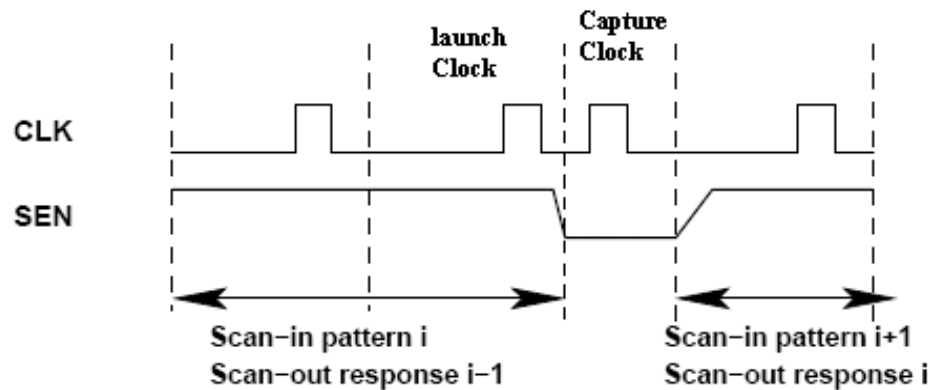 launch
Clock
Capture
Clock
CLK
SEN
Scan-in pattern i
Scan-out response i-1
Scan-in pattern i+1
Scan-out response i